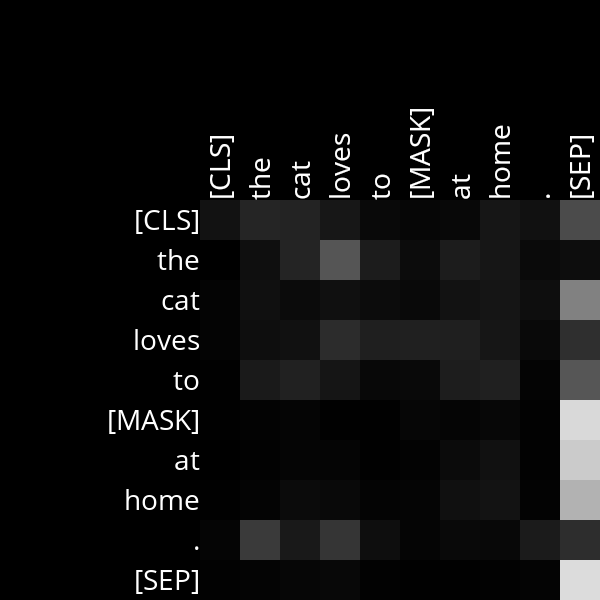 [CLS] the cat loves to [MASK] at home . [SEP]
[CLS]
the
cat
loves
to
[MASK]
at
home
.
[SEP]